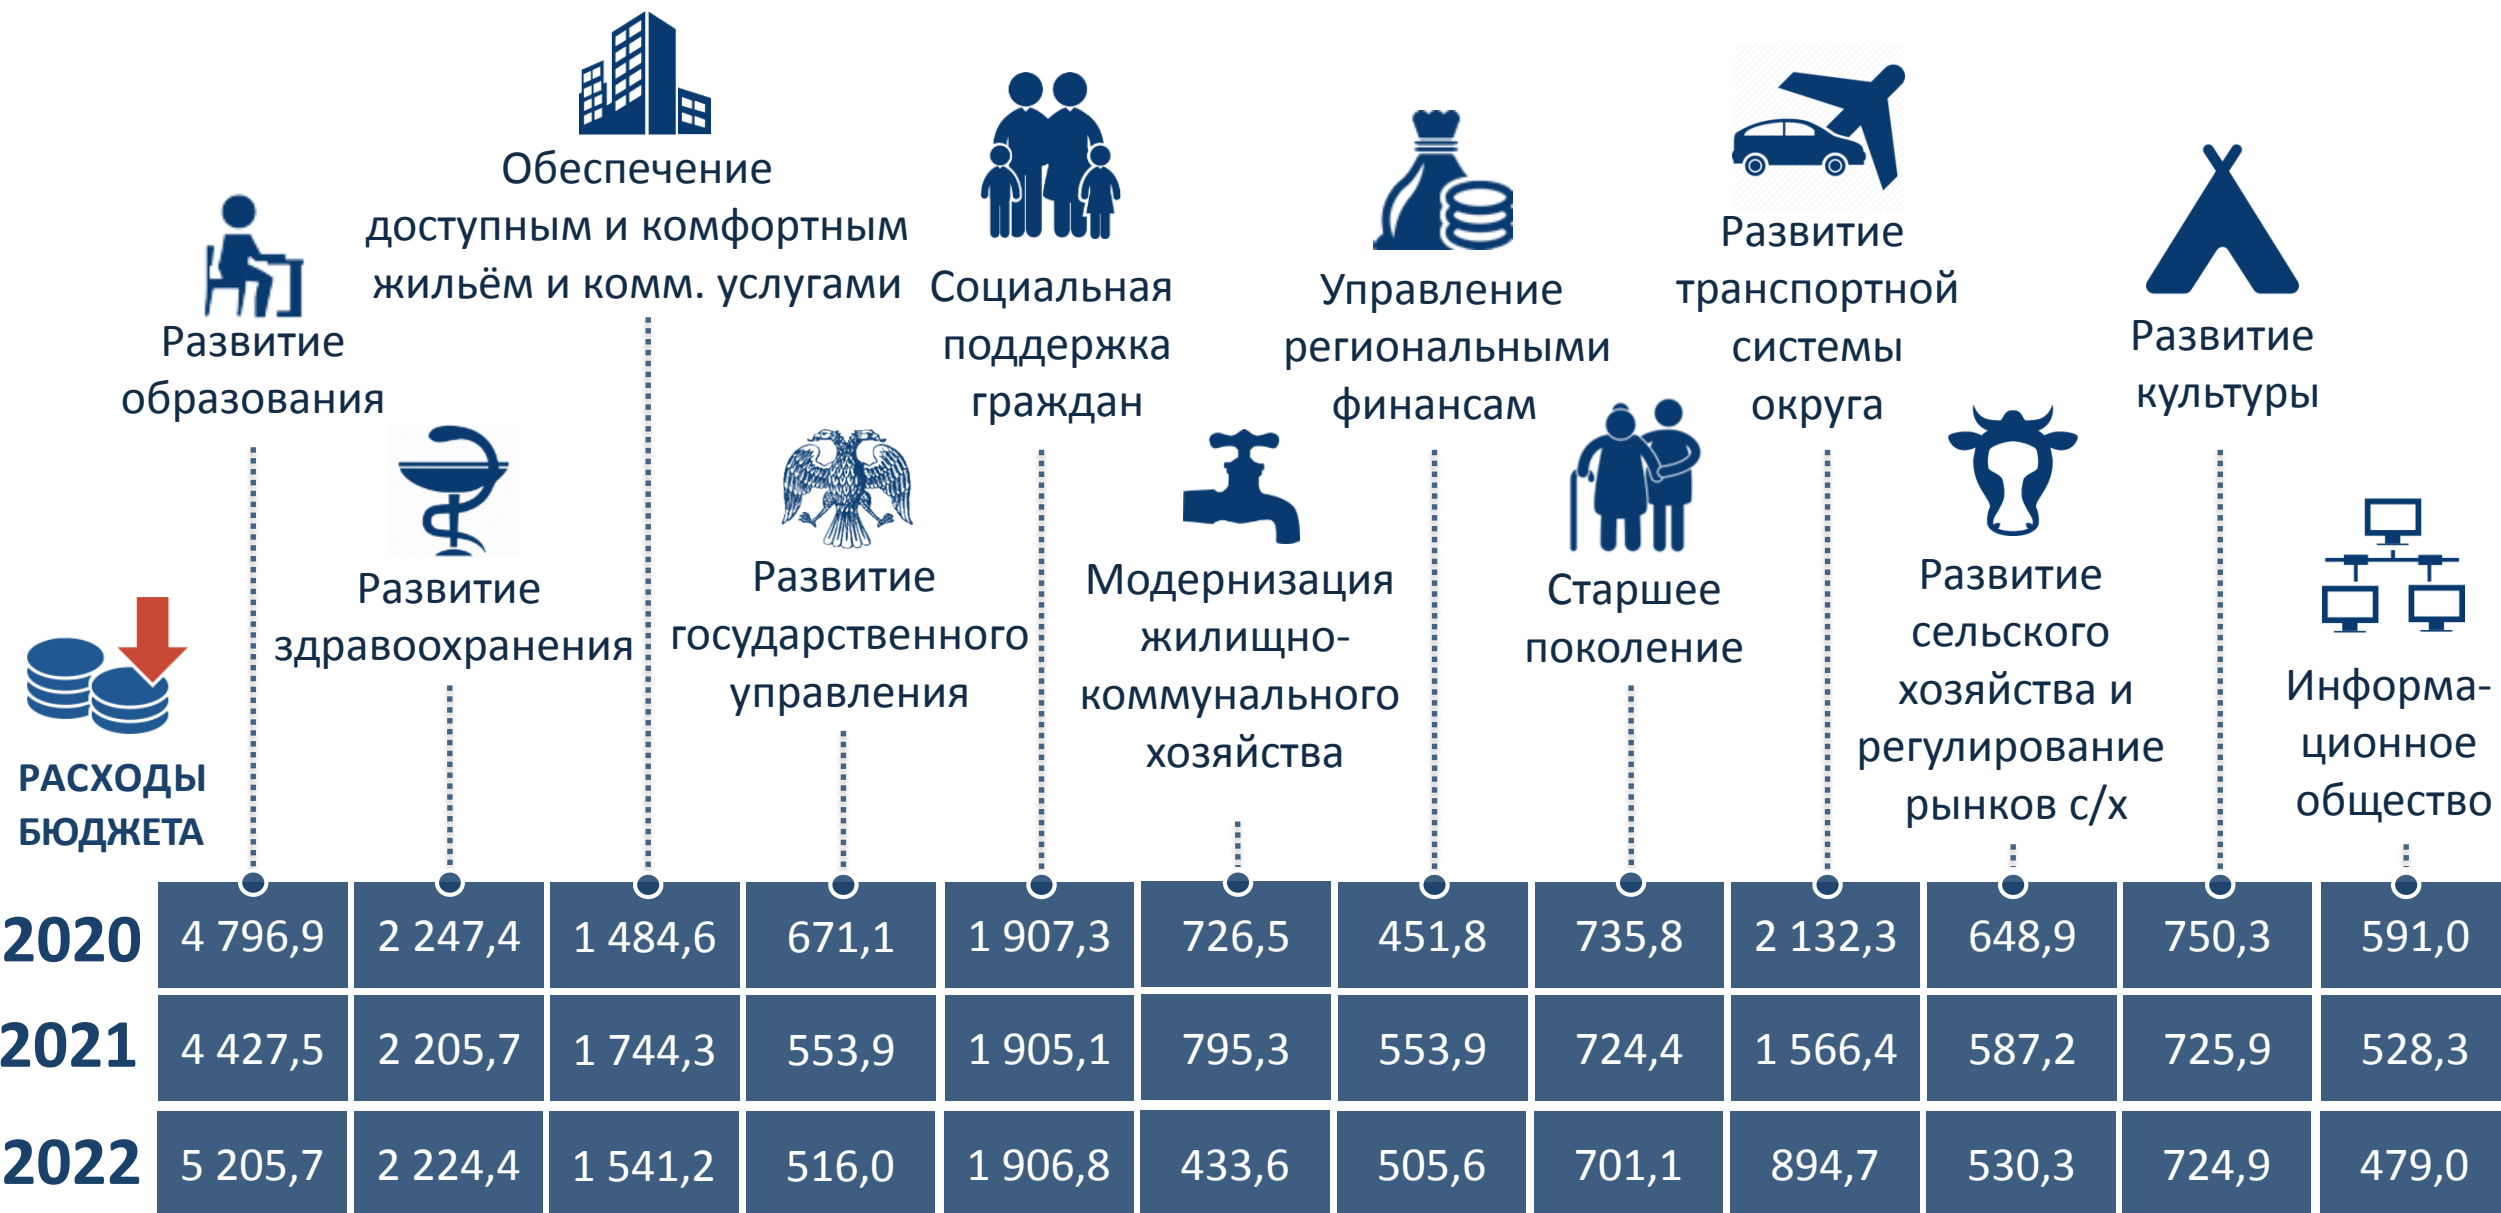 Обеспечение
доступным и комфортным
жильём и комм. услугами
Развитие
образования
Социальная
поддержка
граждан
Управление
региональными
финансам
Развитие
транспортной
системы
округа
Развитие
культуры
Развитие
здравоохранения
Развитие
государственного
управления
Модернизация
жилищно-
коммунального
хозяйства
Старшее
поколение
Развитие
сельского
хозяйства и
регулирование
рынков с/х
Информа-
ционное
общество
РАСХОДЫ
БЮДЖЕТА
2020 4 796,9 2 247,4 1 484,6 671,1 1 907,3 726,5 451,8 735,8 2 132,3 648,9 750,3 591,0
2021 4 427,5 2 205,7 1 744,3 553,9 1 905,1 795,3 553,9 724,4 1 566,4 587,2 725,9 528,3
2022 5 205,7 2 224,4 1 541,2 516,0 1 906,8 433,6 505,6 701,1 894,7 530,3 724,9 479,0